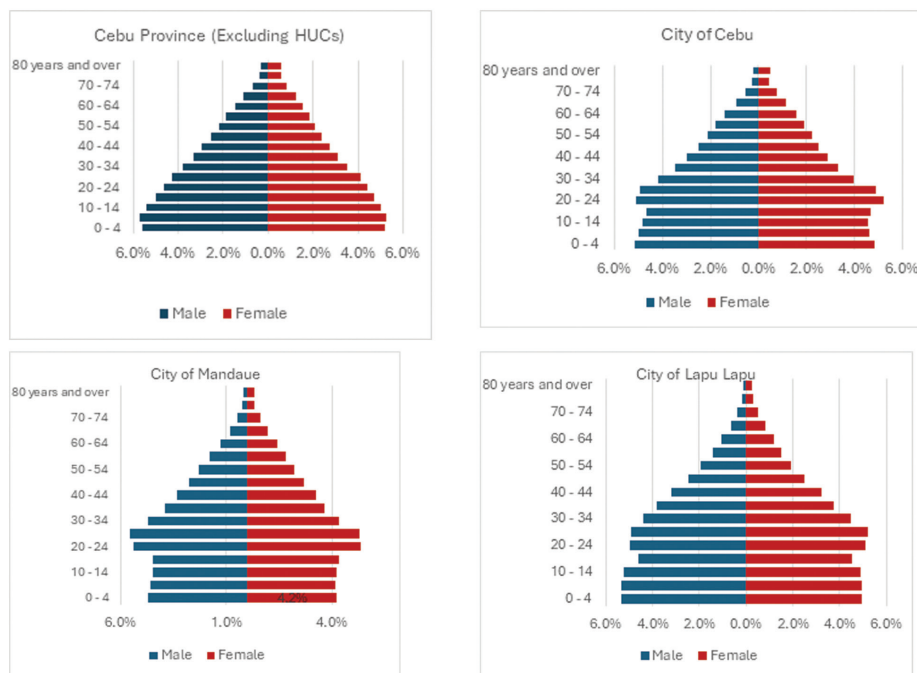 Cebu Province (Excluding HUCs)
80 years and over
70 - 74
60 - 64
50 - 54
40 - 44
30 - 34
20 - 24
10 - 14
0 - 4
6.0% 4.0% 2.0% 0.0% 2.0% 4.0% 6.0%
Male Female
City of Cebu
80 years and over
70 - 74
60 - 64
50 - 54
40 - 44
30 - 34
20 - 24
10 - 14
0 - 4
6.0% 4.0% 2.0% 0.0% 2.0% 4.0% 6.0%
Male Female
City of Mandaue
80 years and over
70 - 74
60 - 64
50 - 54
40 - 44
30 - 34
20 - 24
10 - 14
0 - 4
4.2%
6.0% 1.0% 4.0%
Male Female
City of Lapu Lapu
80 years and over
70 - 74
60 - 64
50 - 54
40 - 44
30 - 34
20 - 24
10 - 14
0 - 4
6.0% 4.0% 2.0% 0.0% 2.0% 4.0% 6.0%
Male Female